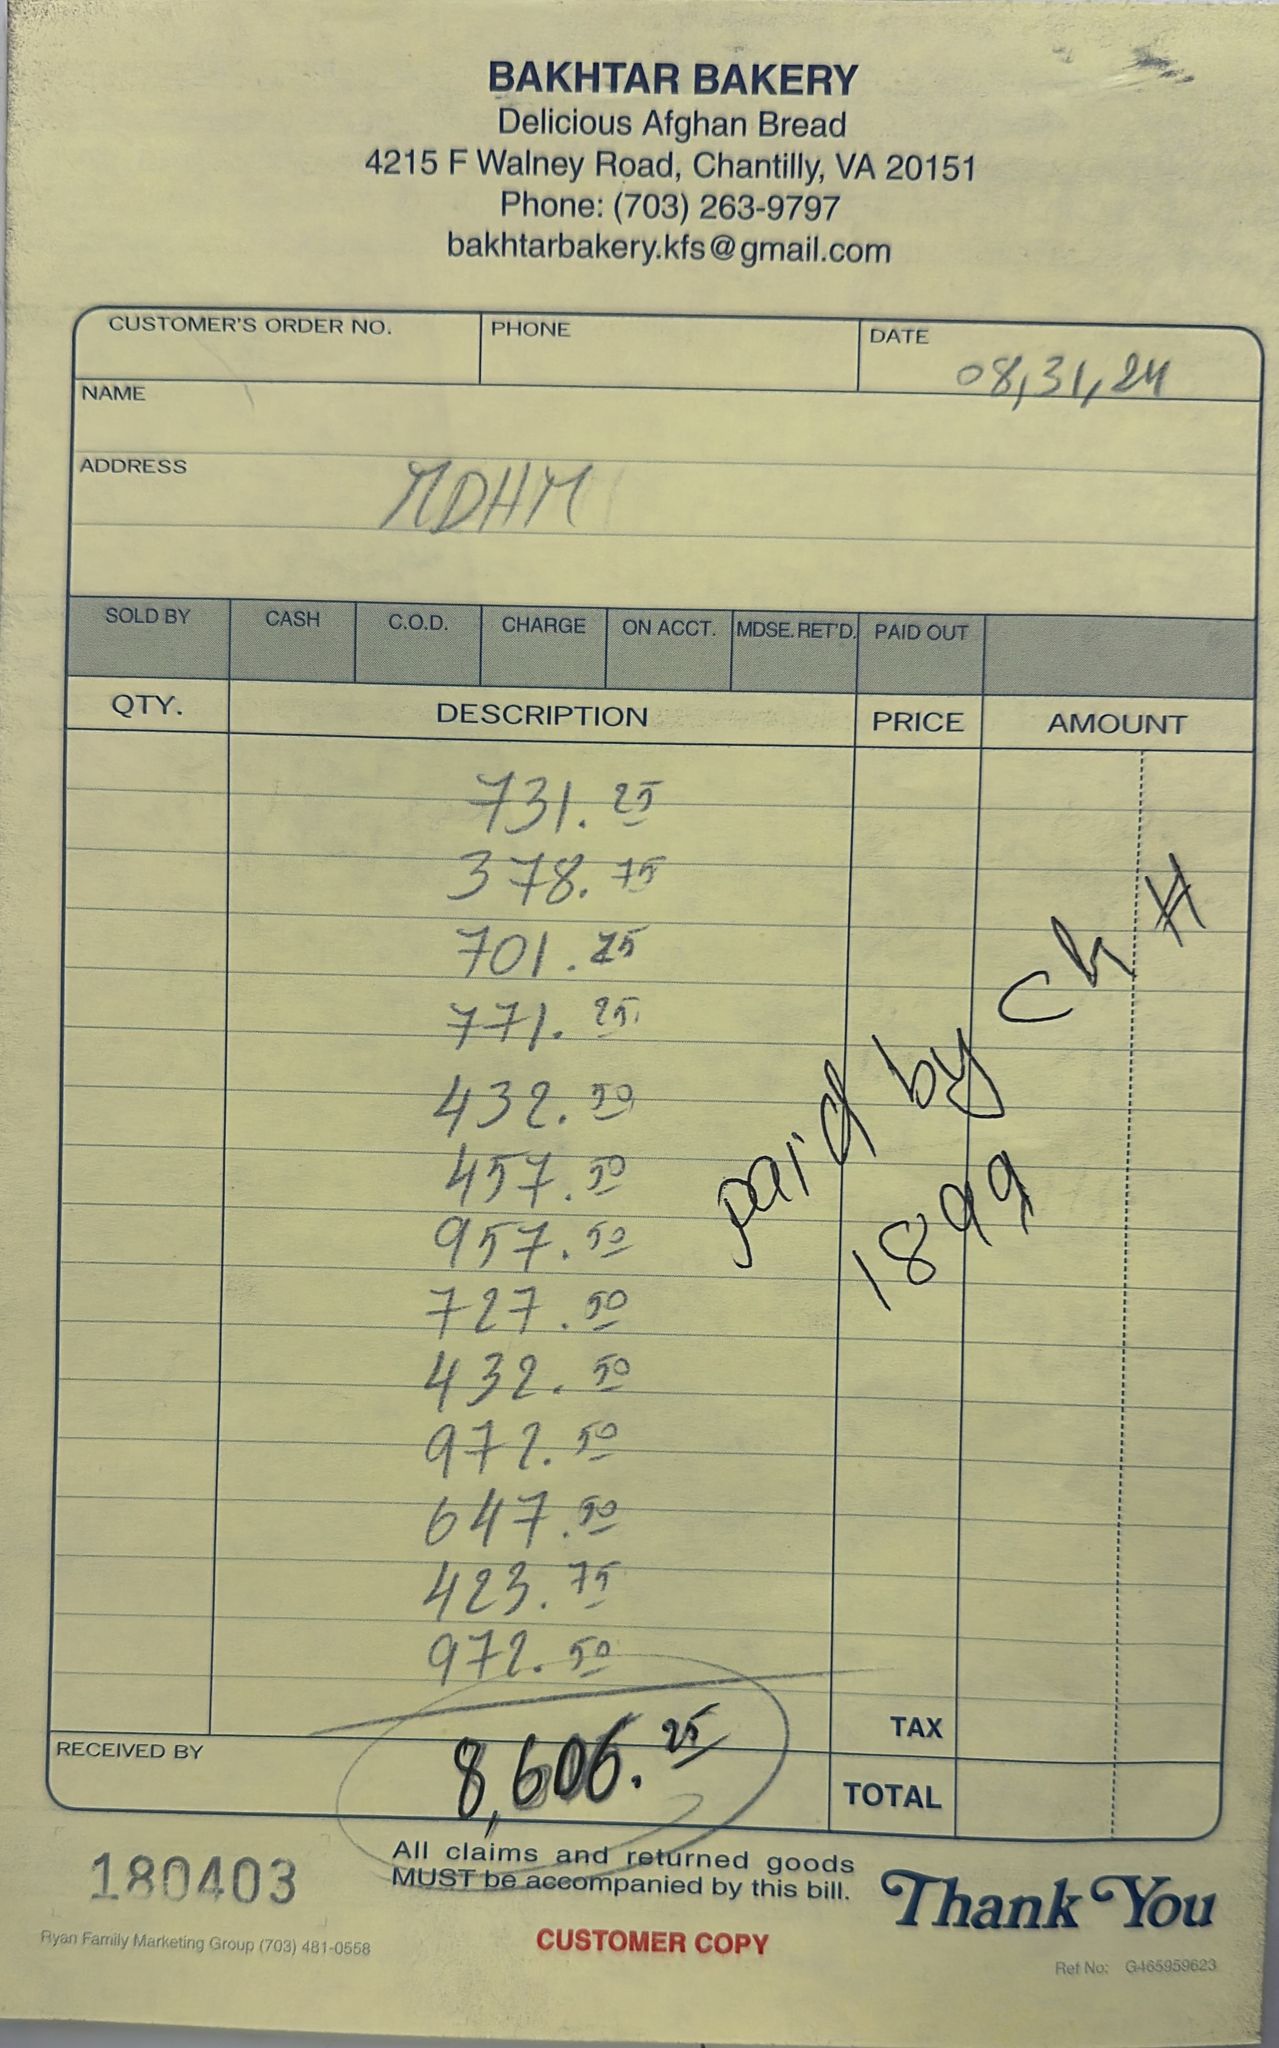 BAKHTAR BAKERY
Delicious Afghan Bread
4215 F Walney Road, Chantilly, VA 20151
Phone: (703) 263-9797
bakhtarbakery.kfs@gmail.com
CUSTOMER'S ORDER NO. PHONE DATE
08,31,24
NAME
ADDRESS
MDHM
SOLD BY CASH C.O.D. CHARGE ON ACCT. MDSE. RET'D. PAID OUT
QTY. DESCRIPTION PRICE AMOUNT
731.25
378.75
701.25
771.25
432.50
457.50
957.50
727.50
432.50
972.50
647.50
423.75
972.50
paid by Ch #
1899
TAX
RECEIVED BY
8,606.25
TOTAL
180403
All claims and returned goods
MUST be accompanied by this bill.
Thank You
Ryan Family Marketing Group (703) 481-0558
CUSTOMER COPY
Ref No: G465959623